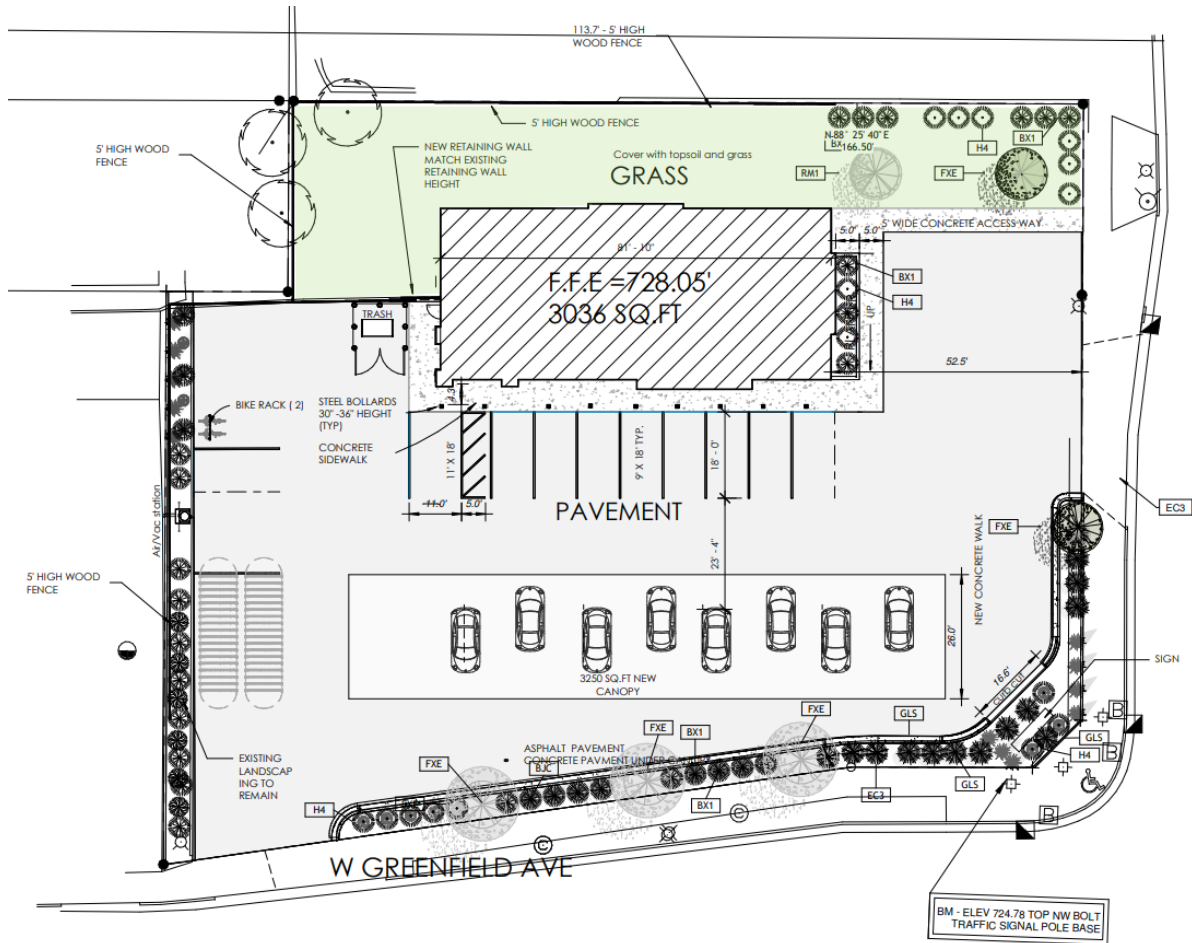 113.7' - 5' HIGH
WOOD FENCE
5' HIGH WOOD FENCE
5' HIGH WOOD
FENCE
NEW RETAINING WALL
MATCH EXISTING
RETAINING WALL
HEIGHT
Cover with topsoil and grass
GRASS
N 88° 25' 40" E
BX
166.50'
H4
BX1
RM1
FXE
5' WIDE CONCRETE ACCESS WAY
5.0'
5.0'
81' - 10"
F.F.E =728.05'
3036 SQ.FT
BX1
H4
UP
52.5'
TRASH
BIKE RACK ( 2)
STEEL BOLLARDS
30" -36" HEIGHT
(TYP)
CONCRETE
SIDEWALK
4.3'
11' X 18'
9' X 18' TYP.
18' - 0"
11.0'
5.0'
PAVEMENT
23' - 4"
Air/Vac station
5' HIGH WOOD
FENCE
FXE
EC3
NEW CONCRETE WALK
26.0'
3250 SQ.FT NEW
CANOPY
16.6'
curb cut
SIGN
GLS
H4
B
B
B
EXISTING
LANDSCAP
ING TO
REMAIN
FXE
FXE
FXE
BX1
GLS
ASPHALT PAVEMENT
CONCRETE PAVMENT UNDER
BJC
H4
BX1
EC3
GLS
C
C
W GREENFIELD AVE
BM - ELEV 724.78 TOP NW BOLT
TRAFFIC SIGNAL POLE BASE